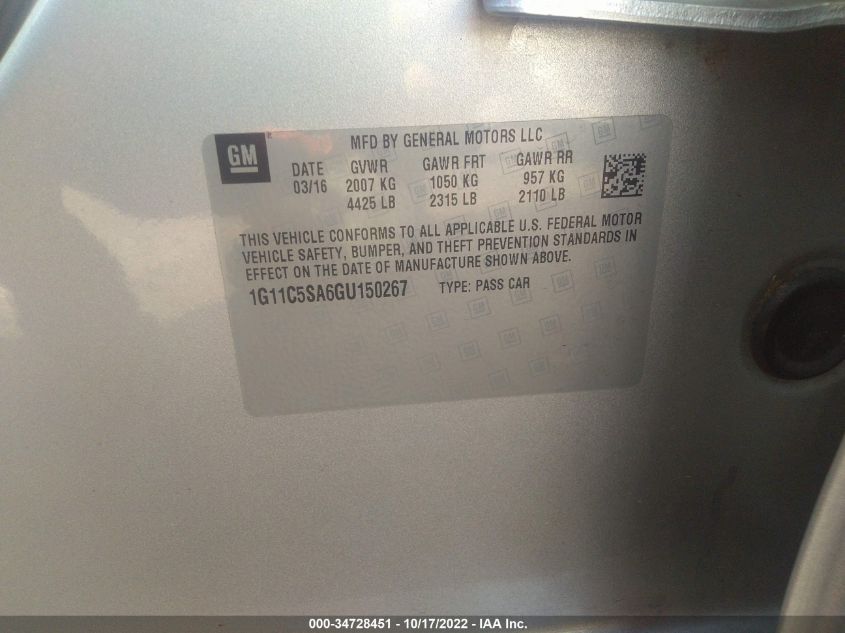 GM
MFD BY GENERAL MOTORS LLC
DATE GVWR GAWR FRT GAWR RR
03/16 2007 KG 1050 KG 957 KG
4425 LB 2315 LB 2110 LB
THIS VEHICLE CONFORMS TO ALL APPLICABLE U.S. FEDERAL MOTOR
VEHICLE SAFETY, BUMPER, AND THEFT PREVENTION STANDARDS IN
EFFECT ON THE DATE OF MANUFACTURE SHOWN ABOVE.
1G11C5SA6GU150267 TYPE: PASS CAR
000-34728451 - 10/17/2022 - IAA Inc.